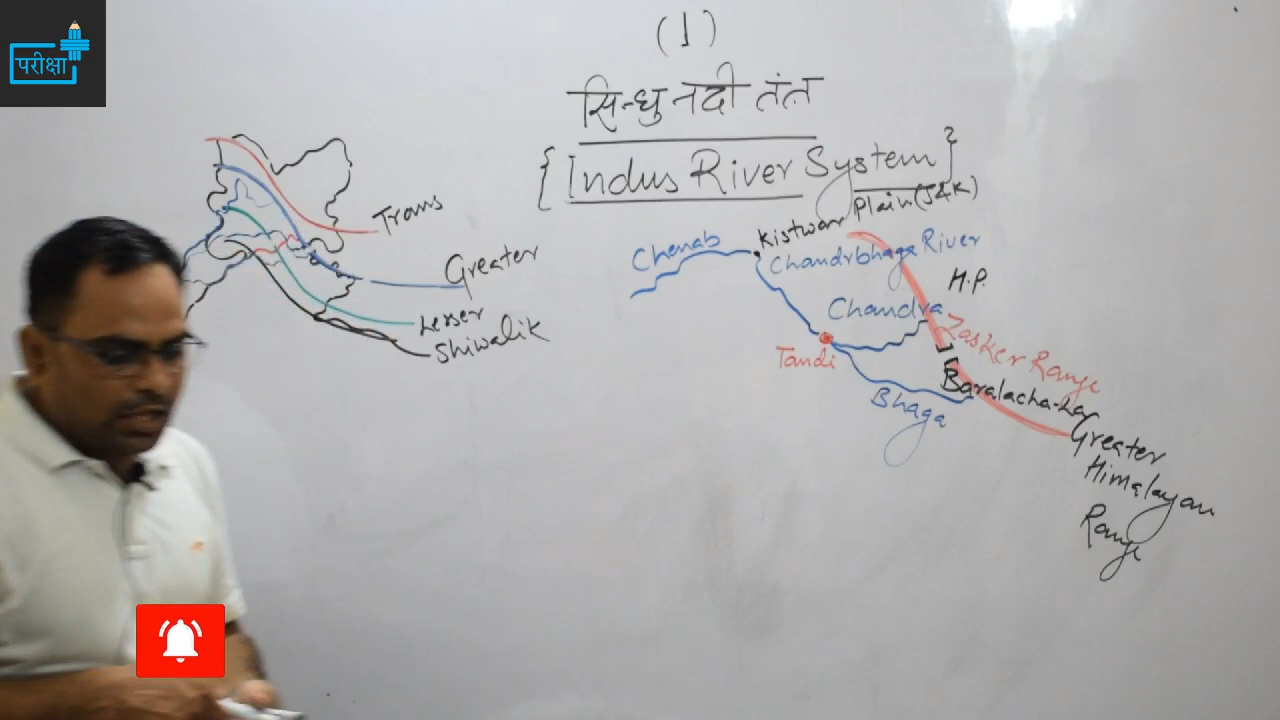 परीक्षा
(1)
सिन्धु नदी तंत्र
{Indus River System}
Trans
Greater
Lesser
Shiwalik
Chenab
Kistwar Plain (J&K)
Chandrbhaga River
H.P.
Chandra
Zasker Range
Tandi
Baralacha-La
Bhaga
Greater
Himalayan
Range